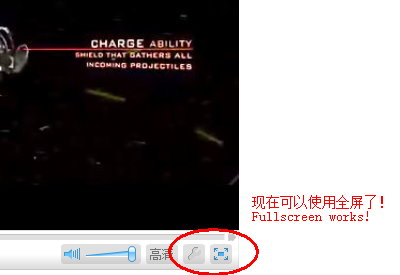 CHARGE ABILITY
SHIELD THAT GATHERS ALL
INCOMING PROJECTILES
现在可以使用全屏了!
Fullscreen works!
高清